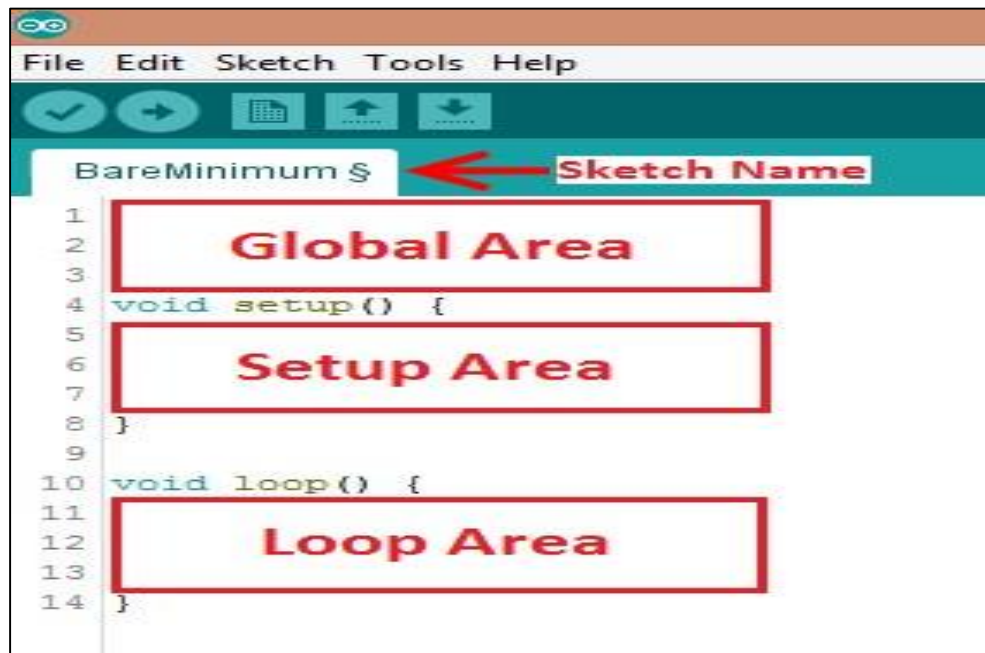 File Edit Sketch Tools Help
BareMinimum §
Sketch Name
1
2 Global Area
3
4 void setup() {
5
6 Setup Area
7
8 }
9
10 void loop() {
11
12 Loop Area
13
14 }